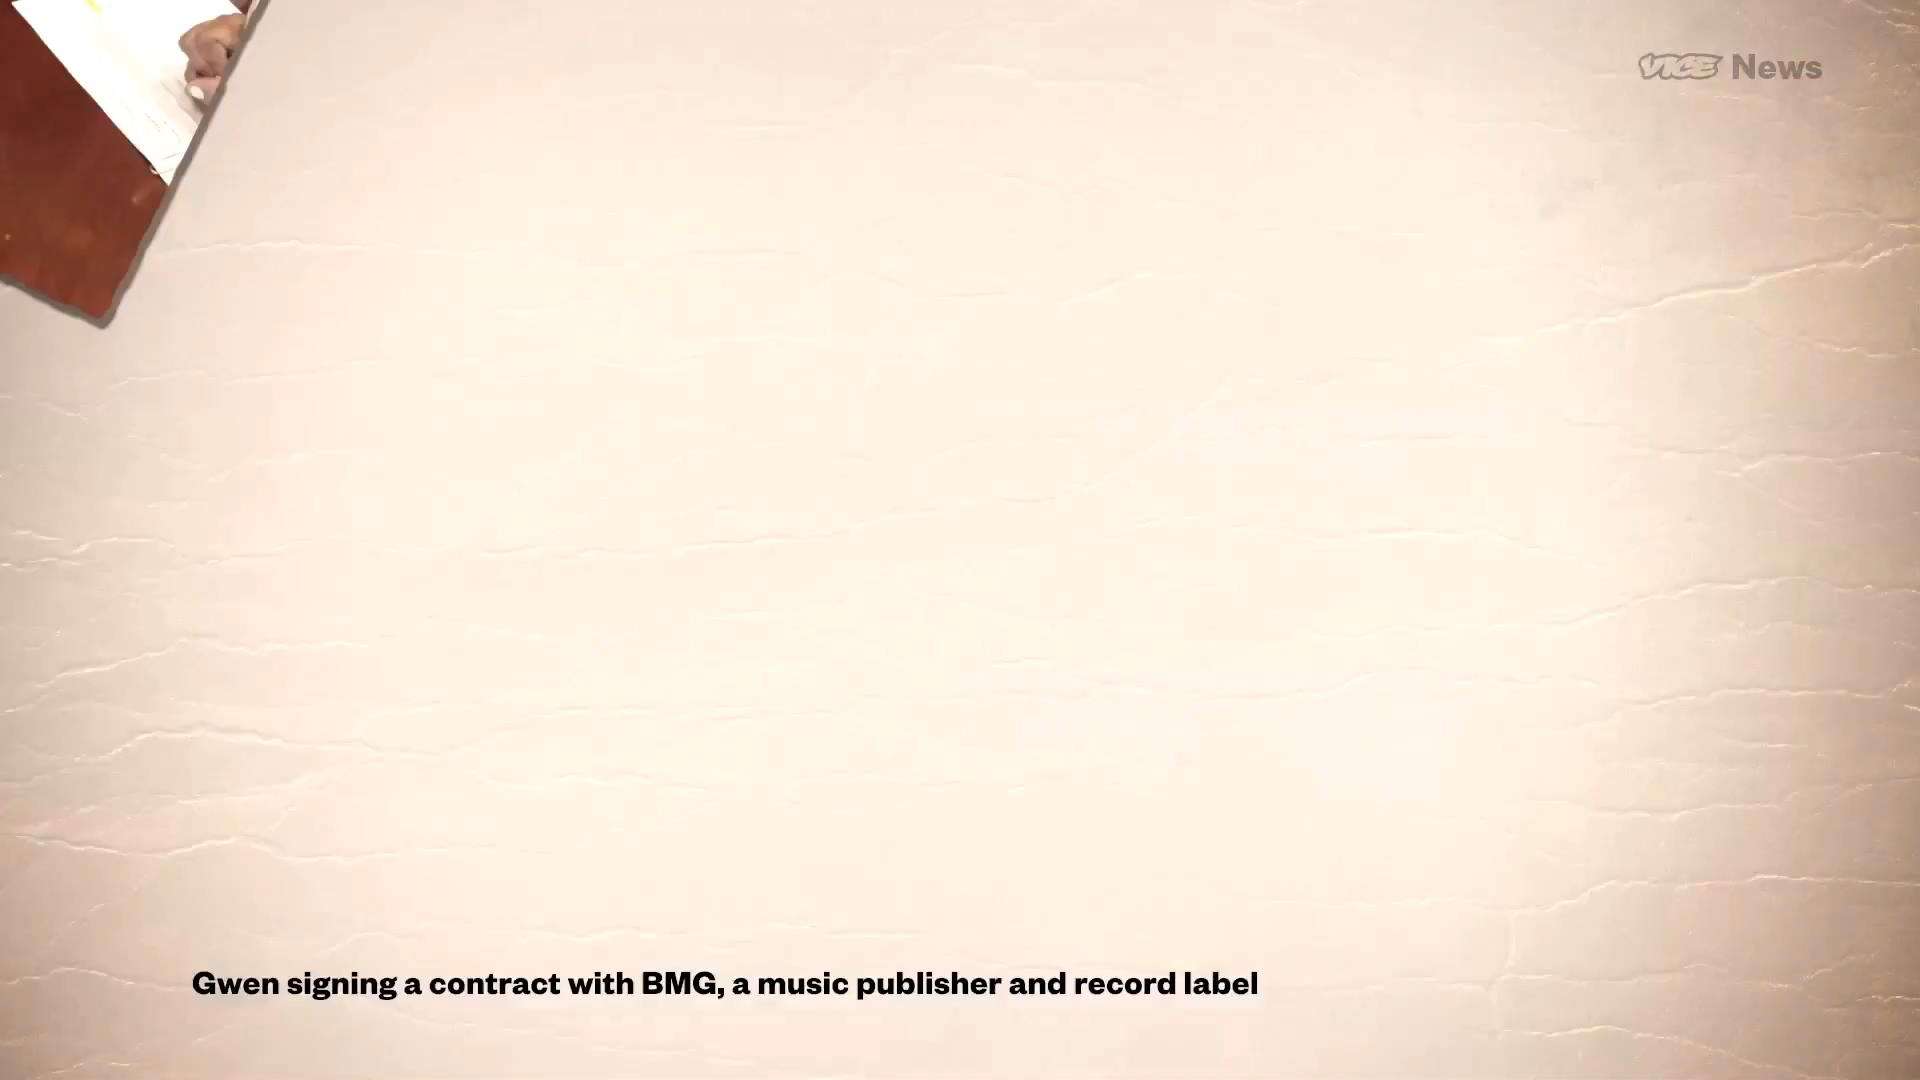 VICE News
Gwen signing a contract with BMG, a music publisher and record label